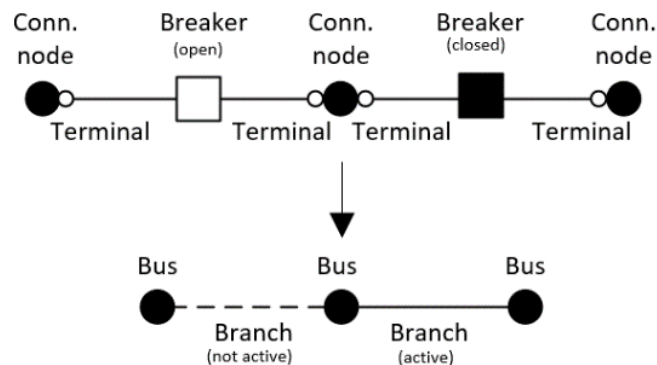 Conn. Breaker Conn. Breaker Conn.
node (open) node (closed) node
Terminal Terminal Terminal Terminal
Bus Bus Bus
Branch Branch
(not active) (active)